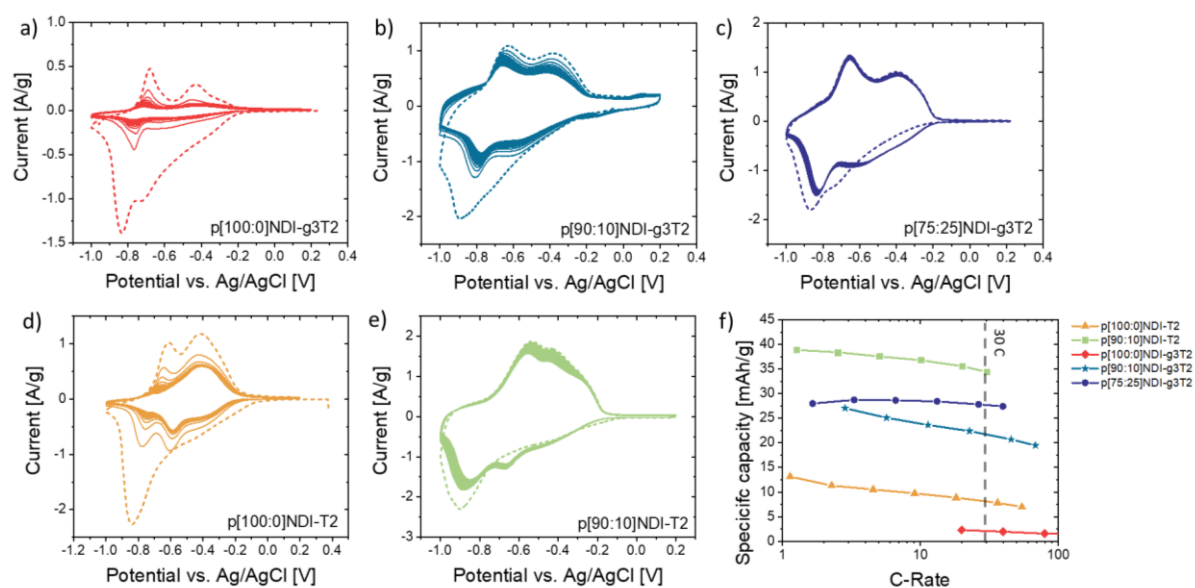 a)
Current [A/g]
0.5
0.0
-0.5
-1.0
-1.5
-1.0 -0.8 -0.6 -0.4 -0.2 0.0 0.2 0.4
Potential vs. Ag/AgCl [V]
p[100:0]NDI-g3T2
b)
Current [A/g]
1
0
-1
-2
-1.0 -0.8 -0.6 -0.4 -0.2 0.0 0.2 0.4
Potential vs. Ag/AgCl [V]
p[90:10]NDI-g3T2
c)
Current [A/g]
2
1
0
-1
-2
-1.0 -0.8 -0.6 -0.4 -0.2 0.0 0.2 0.4
Potential vs. Ag/AgCl [V]
p[75:25]NDI-g3T2
d)
Current [A/g]
1
0
-1
-2
-1.2 -1.0 -0.8 -0.6 -0.4 -0.2 0.0 0.2 0.4
Potential vs. Ag/AgCl [V]
p[100:0]NDI-T2
e)
Current [A/g]
2
1
0
-1
-2
-3
-1.0 -0.8 -0.6 -0.4 -0.2 0.0 0.2
Potential vs. Ag/AgCl [V]
p[90:10]NDI-T2
f)
Specicifc capacity [mAh/g]
45
40
35
30
25
20
15
10
5
0
1 10 100
C-Rate
30 C
p[100:0]NDI-T2
p[90:10]NDI-T2
p[100:0]NDI-g3T2
p[90:10]NDI-g3T2
p[75:25]NDI-g3T2